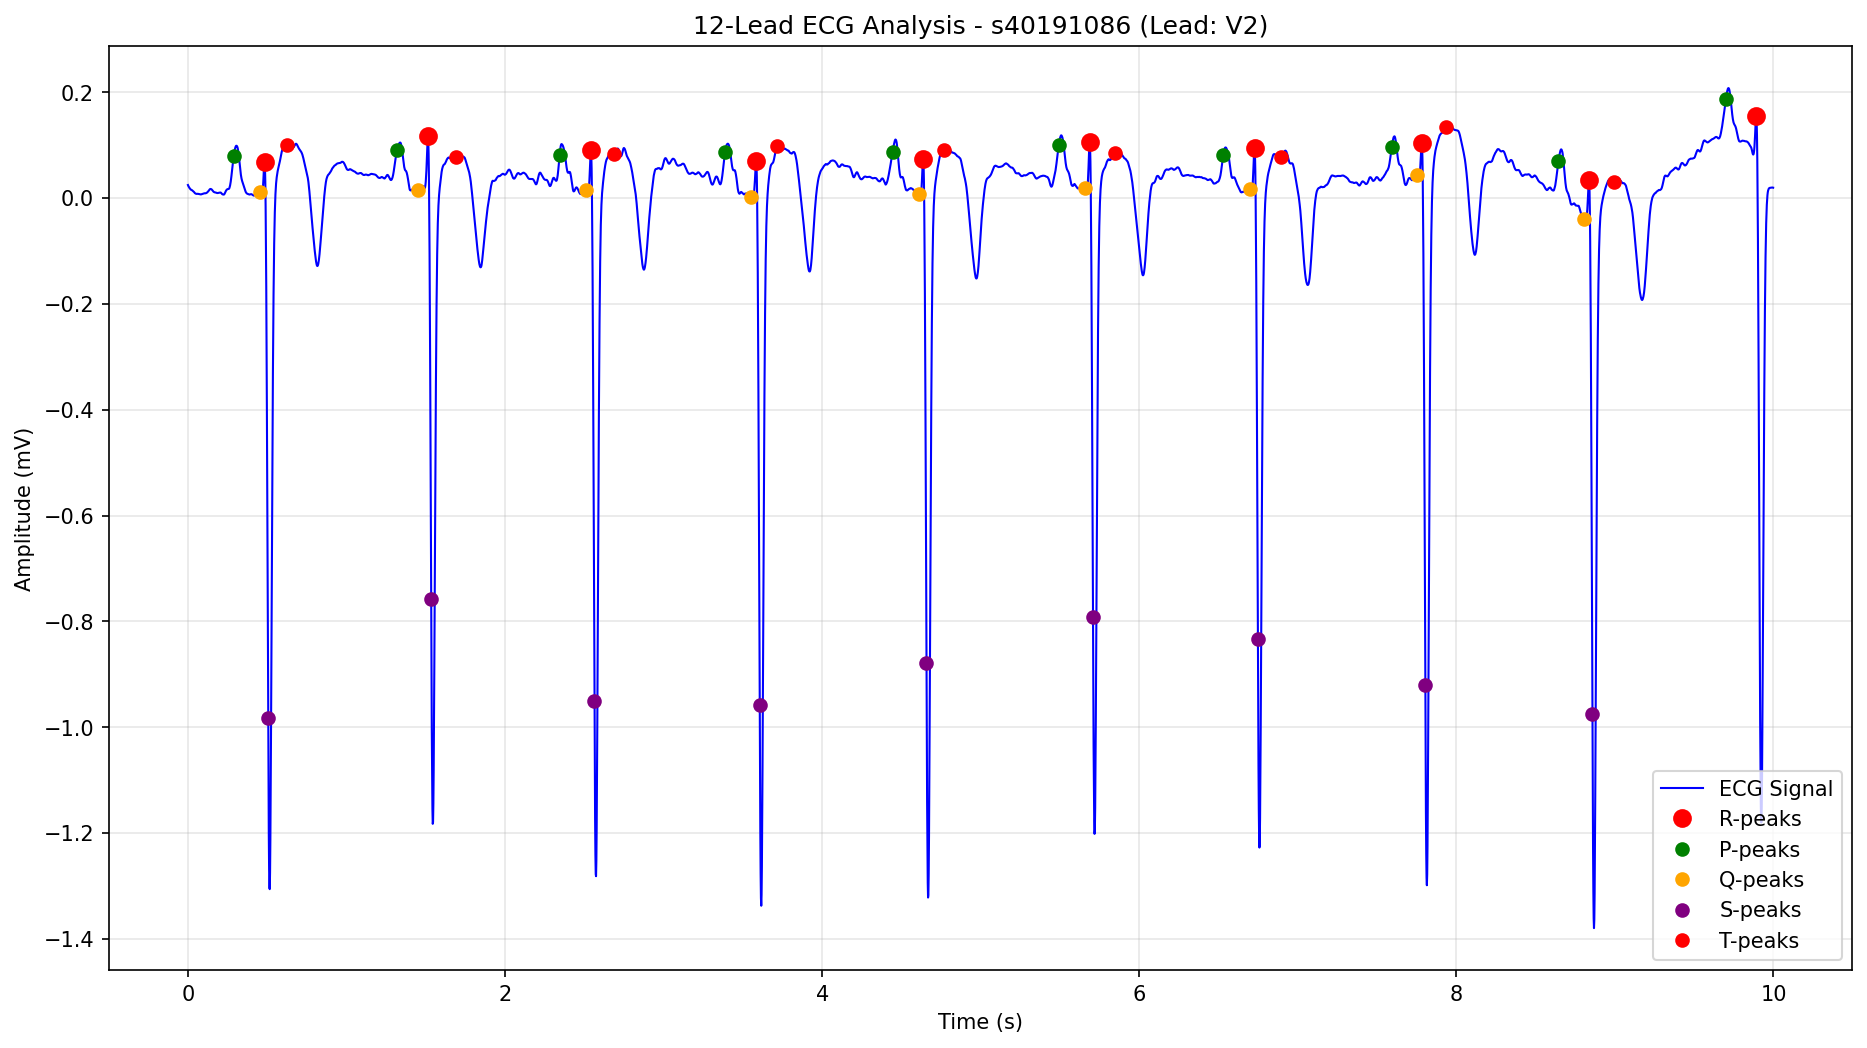 12-Lead ECG Analysis - s40191086 (Lead: V2)
Amplitude (mV)
0.2
0.0
−0.2
−0.4
−0.6
−0.8
−1.0
−1.2
−1.4
0 2 4 6 8 10
Time (s)
ECG Signal
R-peaks
P-peaks
Q-peaks
S-peaks
T-peaks